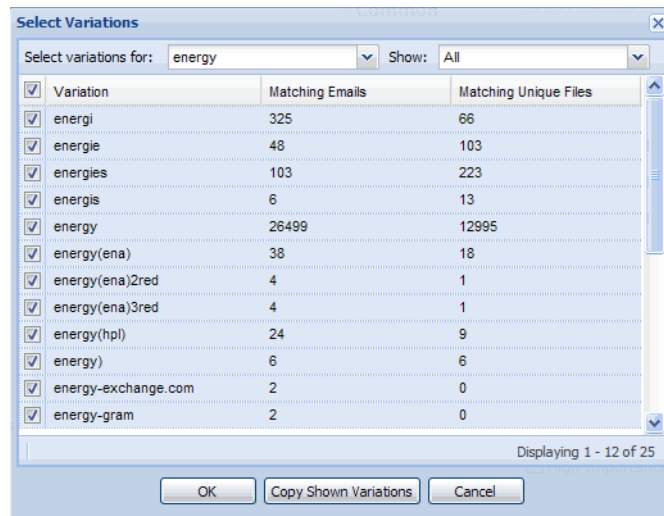 Common
Select Variations
Select variations for: energy Show: All
Variation Matching Emails Matching Unique Files
energi 325 66
energie 48 103
energies 103 223
energis 6 13
energy 26499 12995
energy(ena) 38 18
energy(ena)2red 4 1
energy(ena)3red 4 1
energy(hpl) 24 9
energy) 6 6
energy-exchange.com 2 0
energy-gram 2 0
Displaying 1 - 12 of 25
High Importance
OK Copy Shown Variations Cancel